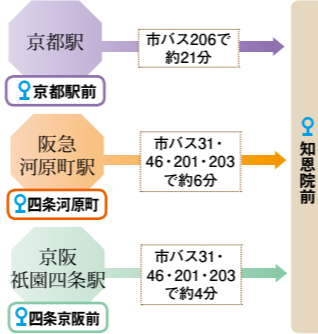 京都駅
市バス206で
約21分
京都駅前
阪急
河原町駅
市バス31・
46・201・203
で約6分
四条河原町
京阪
祇園四条駅
市バス31・
46・201・203
で約4分
四条京阪前
知恩院前